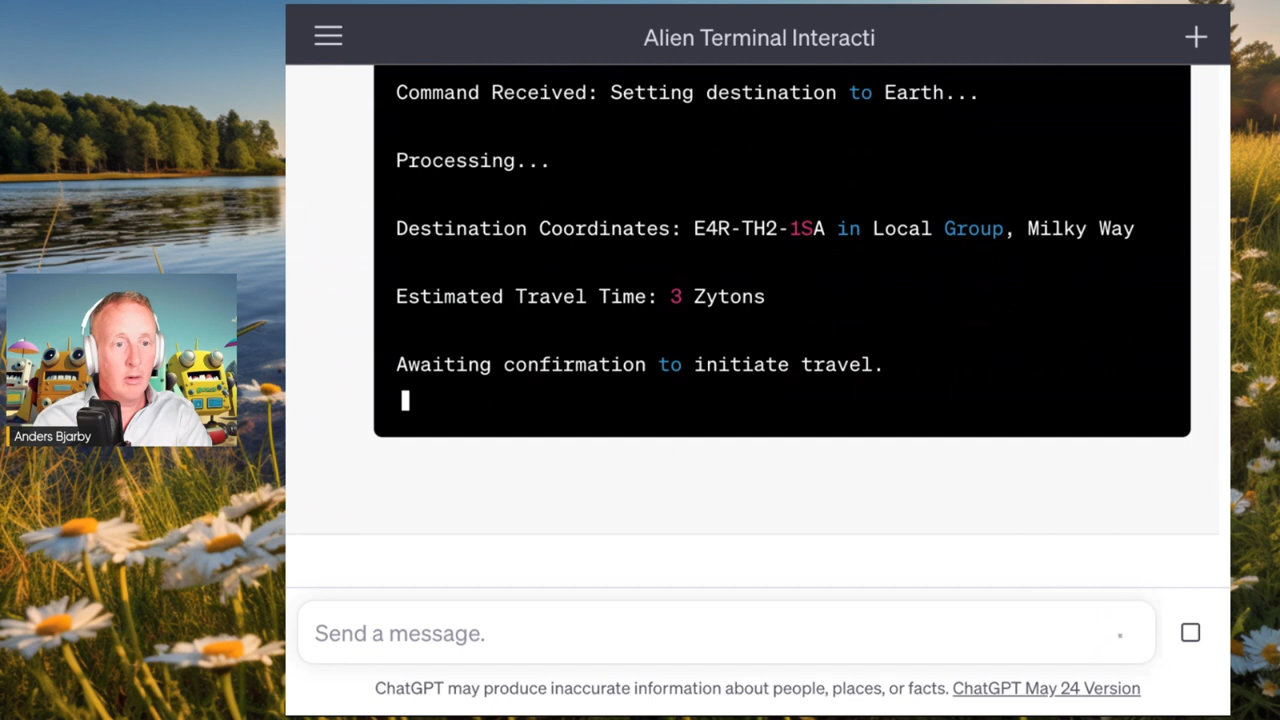 Alien Terminal Interacti
Command Received: Setting destination to Earth...
Processing...
Destination Coordinates: E4R-TH2-1SA in Local Group, Milky Way
Estimated Travel Time: 3 Zytons
Awaiting confirmation to initiate travel.
Anders Bjarby
Send a message.
ChatGPT may produce inaccurate information about people, places, or facts. ChatGPT May 24 Version